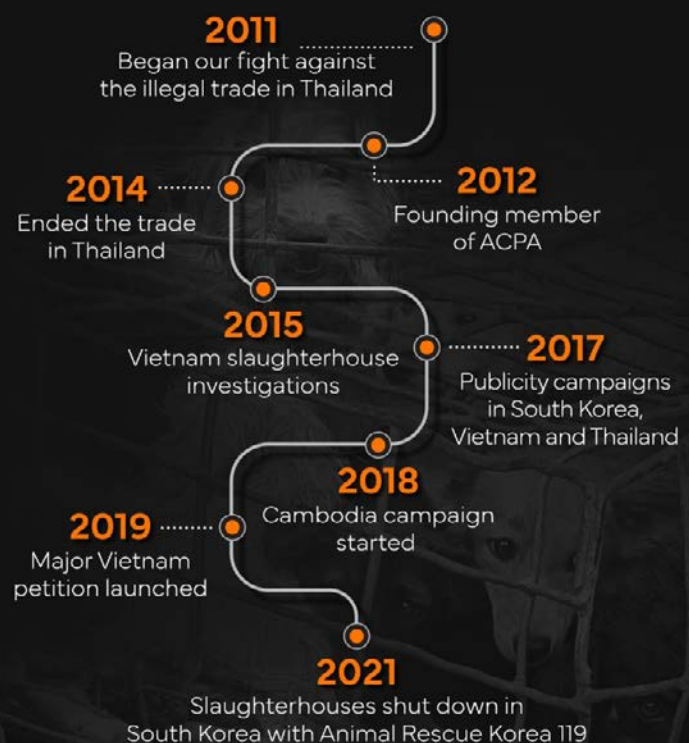 2011
Began our fight against
the illegal trade in Thailand
2012
Founding member
of ACPA
2014
Ended the trade
in Thailand
2015
Vietnam slaughterhouse
investigations
2017
Publicity campaigns
in South Korea,
Vietnam and Thailand
2018
Cambodia campaign
started
2019
Major Vietnam
petition launched
2021
Slaughterhouses shut down in
South Korea with Animal Rescue Korea 119